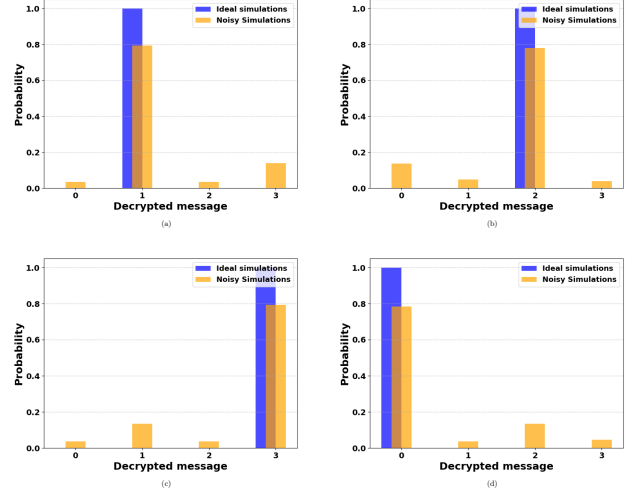 1.0
0.8
0.6
0.4
0.2
0.0
Probability
Ideal simulations
Noisy Simulations
0 1 2 3
Decrypted message
(a)
1.0
0.8
0.6
0.4
0.2
0.0
Probability
Ideal simulations
Noisy Simulations
0 1 2 3
Decrypted message
(b)
1.0
0.8
0.6
0.4
0.2
0.0
Probability
Ideal simulations
Noisy Simulations
0 1 2 3
Decrypted message
(c)
1.0
0.8
0.6
0.4
0.2
0.0
Probability
Ideal simulations
Noisy Simulations
0 1 2 3
Decrypted message
(d)